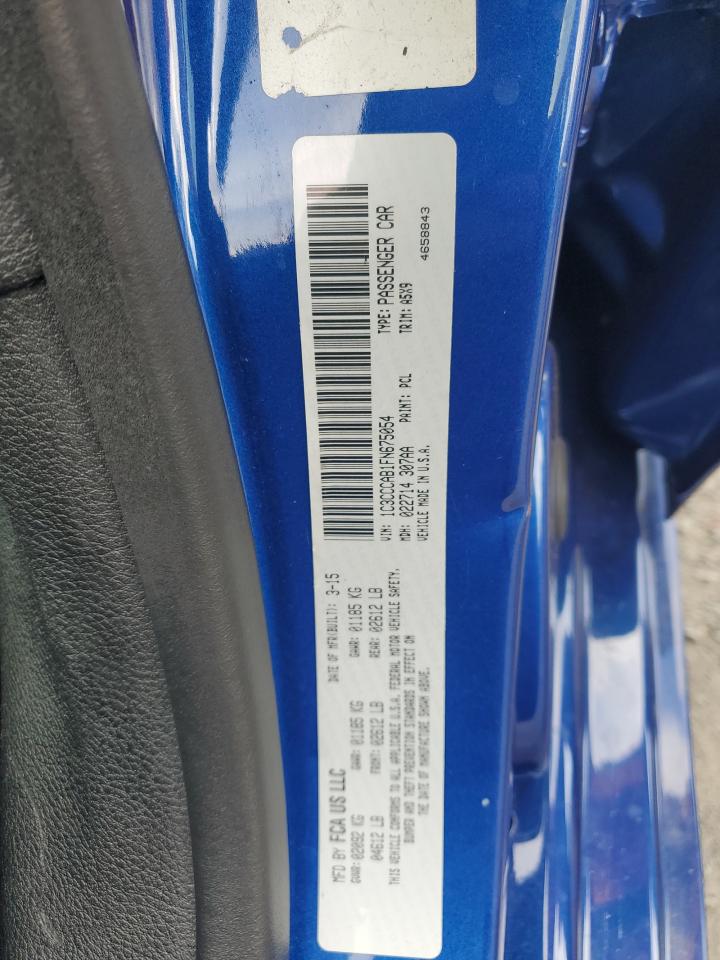 MFD BY FCA US LLC DATE OF MFR(BUILT): 3-15
GVWR: 02092 KG GAWR: 01185 KG GAWR: 01185 KG
04612 LB FRONT: 02612 LB REAR: 02612 LB
THIS VEHICLE CONFORMS TO ALL APPLICABLE U.S.A. FEDERAL MOTOR VEHICLE SAFETY,
BUMPER AND THEFT PREVENTION STANDARDS IN EFFECT ON
THE DATE OF MANUFACTURE SHOWN ABOVE.
VIN: 1C3CCCAB1FN675054 TYPE: PASSENGER CAR
MDH: 022714 307AA PAINT: PCL TRIM: A5X9
VEHICLE MADE IN U.S.A. 4658843